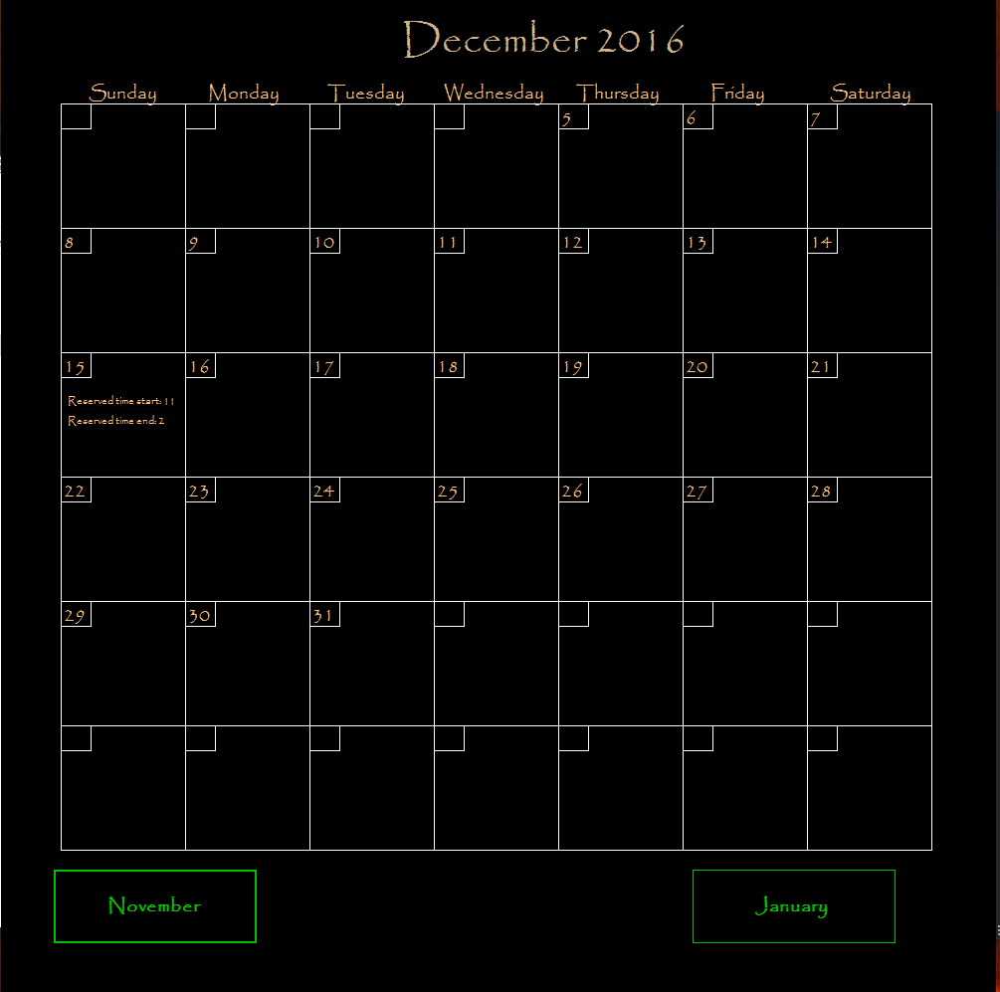 December 2016
Sunday Monday Tuesday Wednesday Thursday Friday Saturday
5 6 7
8 9 10 11 12 13 14
15 16 17 18 19 20 21
Reserved time start: 11
Reserved time end: 2
22 23 24 25 26 27 28
29 30 31
November January